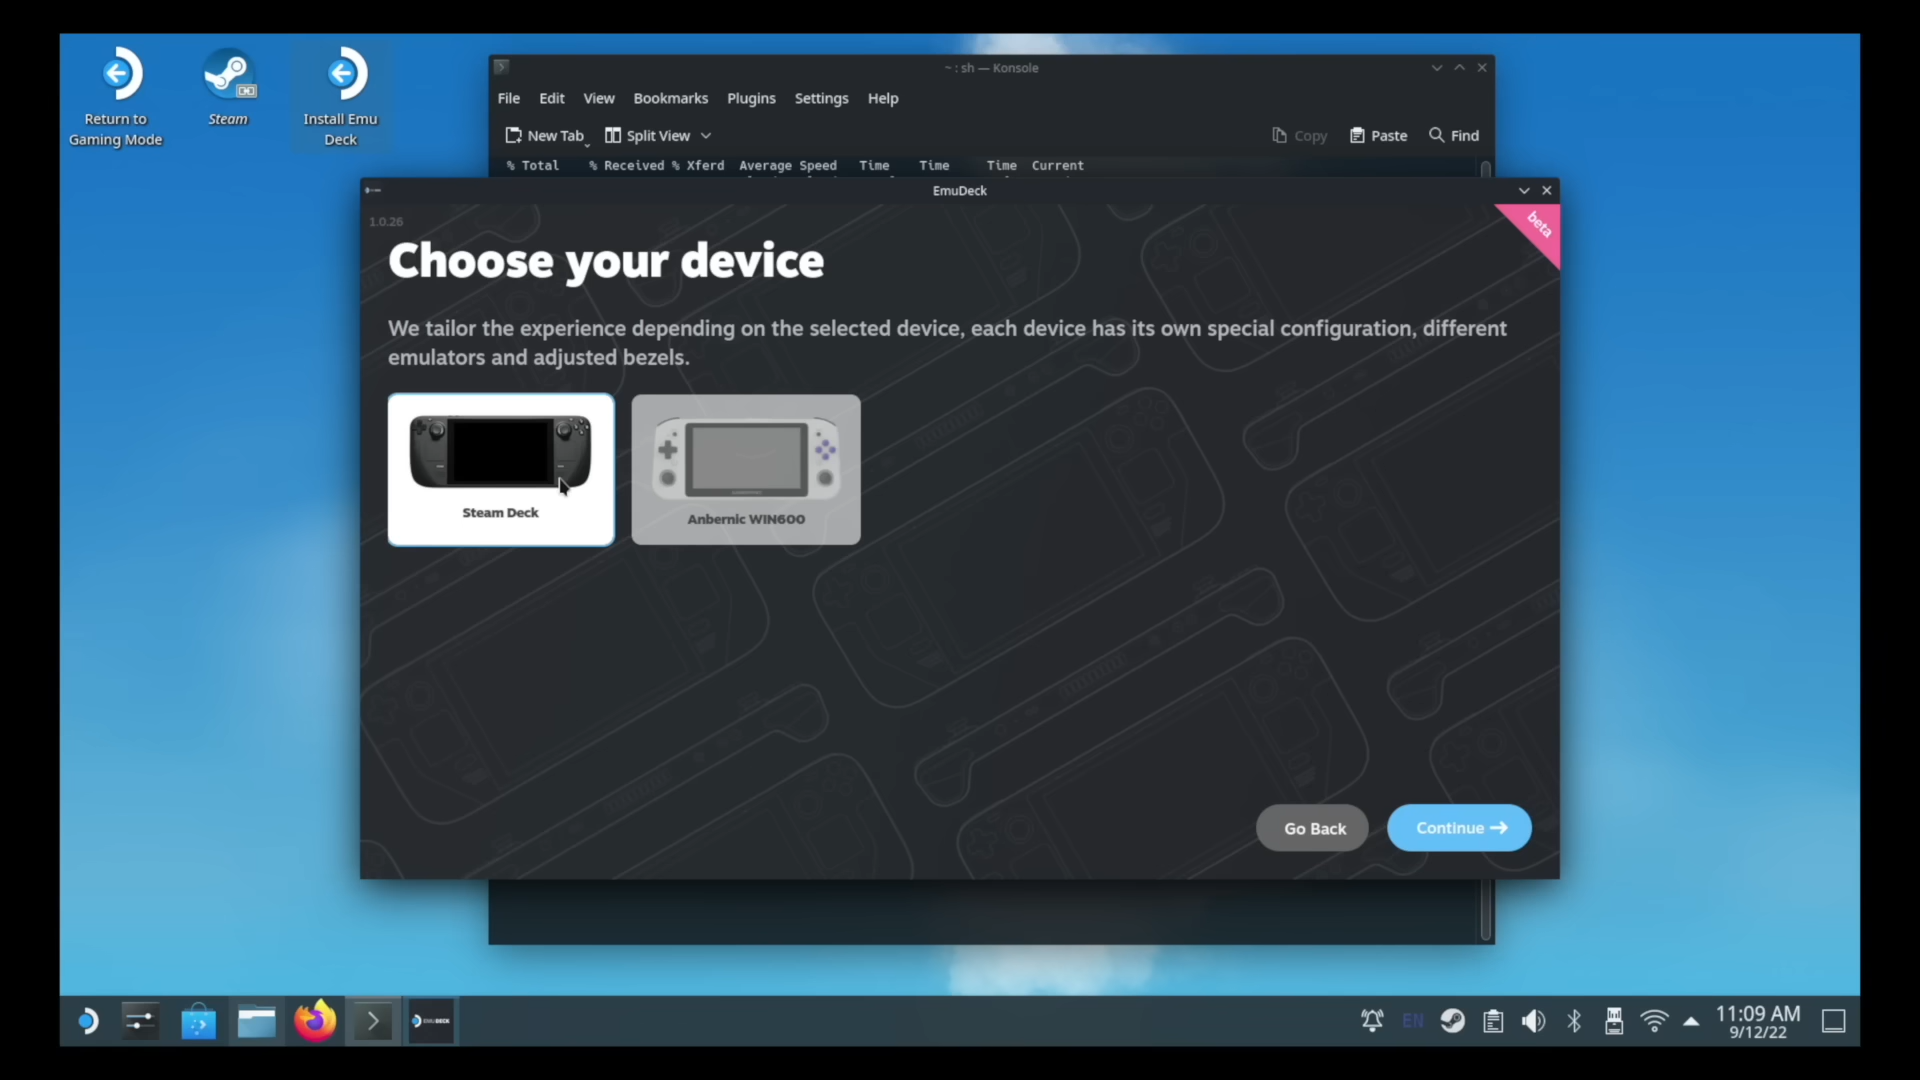 Return to
Gaming Mode
Steam
Install Emu
Deck
~ : sh — Konsole
File Edit View Bookmarks Plugins Settings Help
New Tab Split View Copy Paste Find
% Total % Received % Xferd Average Speed Time Time Time Current
EmuDeck
1.0.26
beta
Choose your device
We tailor the experience depending on the selected device, each device has its own special configuration, different
emulators and adjusted bezels.
Steam Deck
Anbernic WIN600
Go Back
Continue →
EMUDECK
EN
11:09 AM
9/12/22